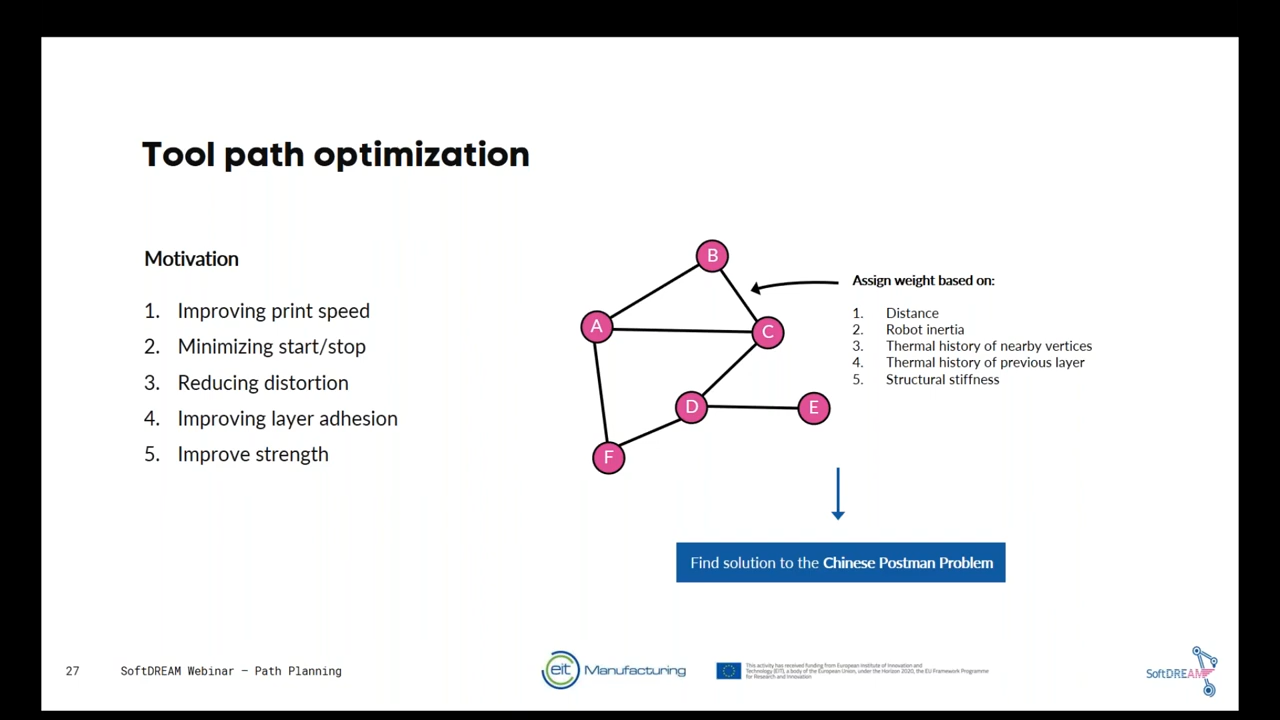 Tool path optimization
Motivation
1. Improving print speed
2. Minimizing start/stop
3. Reducing distortion
4. Improving layer adhesion
5. Improve strength
B
A
C
D
E
F
Assign weight based on:
1. Distance
2. Robot inertia
3. Thermal history of nearby vertices
4. Thermal history of previous layer
5. Structural stiffness
Find solution to the Chinese Postman Problem
27
SoftDREAM Webinar – Path Planning
eit Manufacturing
This activity has received funding from European Institute of Innovation and
Technology (EIT), a body of the European Union, under the Horizon 2020, the EU Framework Programme
for Research and Innovation
SoftDREAM